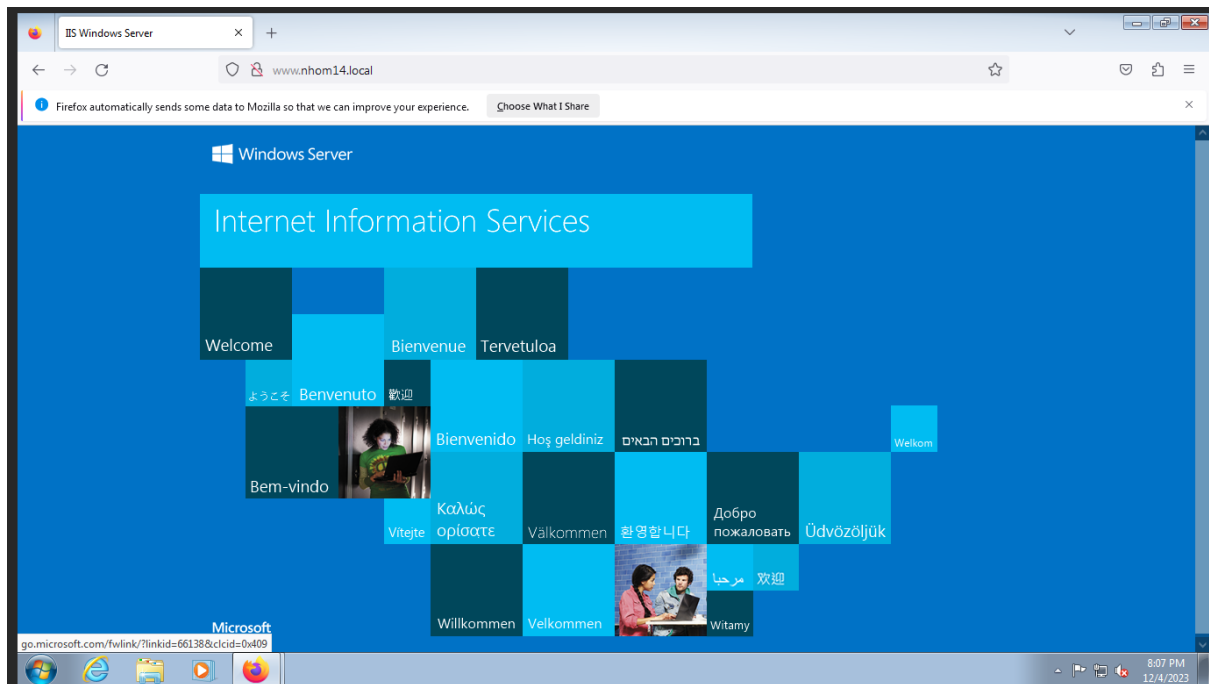 IIS Windows Server
www.nhom14.local
Firefox automatically sends some data to Mozilla so that we can improve your experience. Choose What I Share
Windows Server
Internet Information Services
Welcome
Bienvenue
Tervetuloa
ようこそ
Benvenuto
歡迎
Bienvenido
Hoş geldiniz
ברוכים הבאים
Welkom
Bem-vindo
Vítejte
Καλώς
ορίσατε
Välkommen
환영합니다
Добро
пожаловать
Üdvözöljük
Willkommen
Velkommen
مرحبا
欢迎
Witamy
Microsoft
go.microsoft.com/fwlink/?linkid=66138&clcid=0x409
8:07 PM
12/4/2023